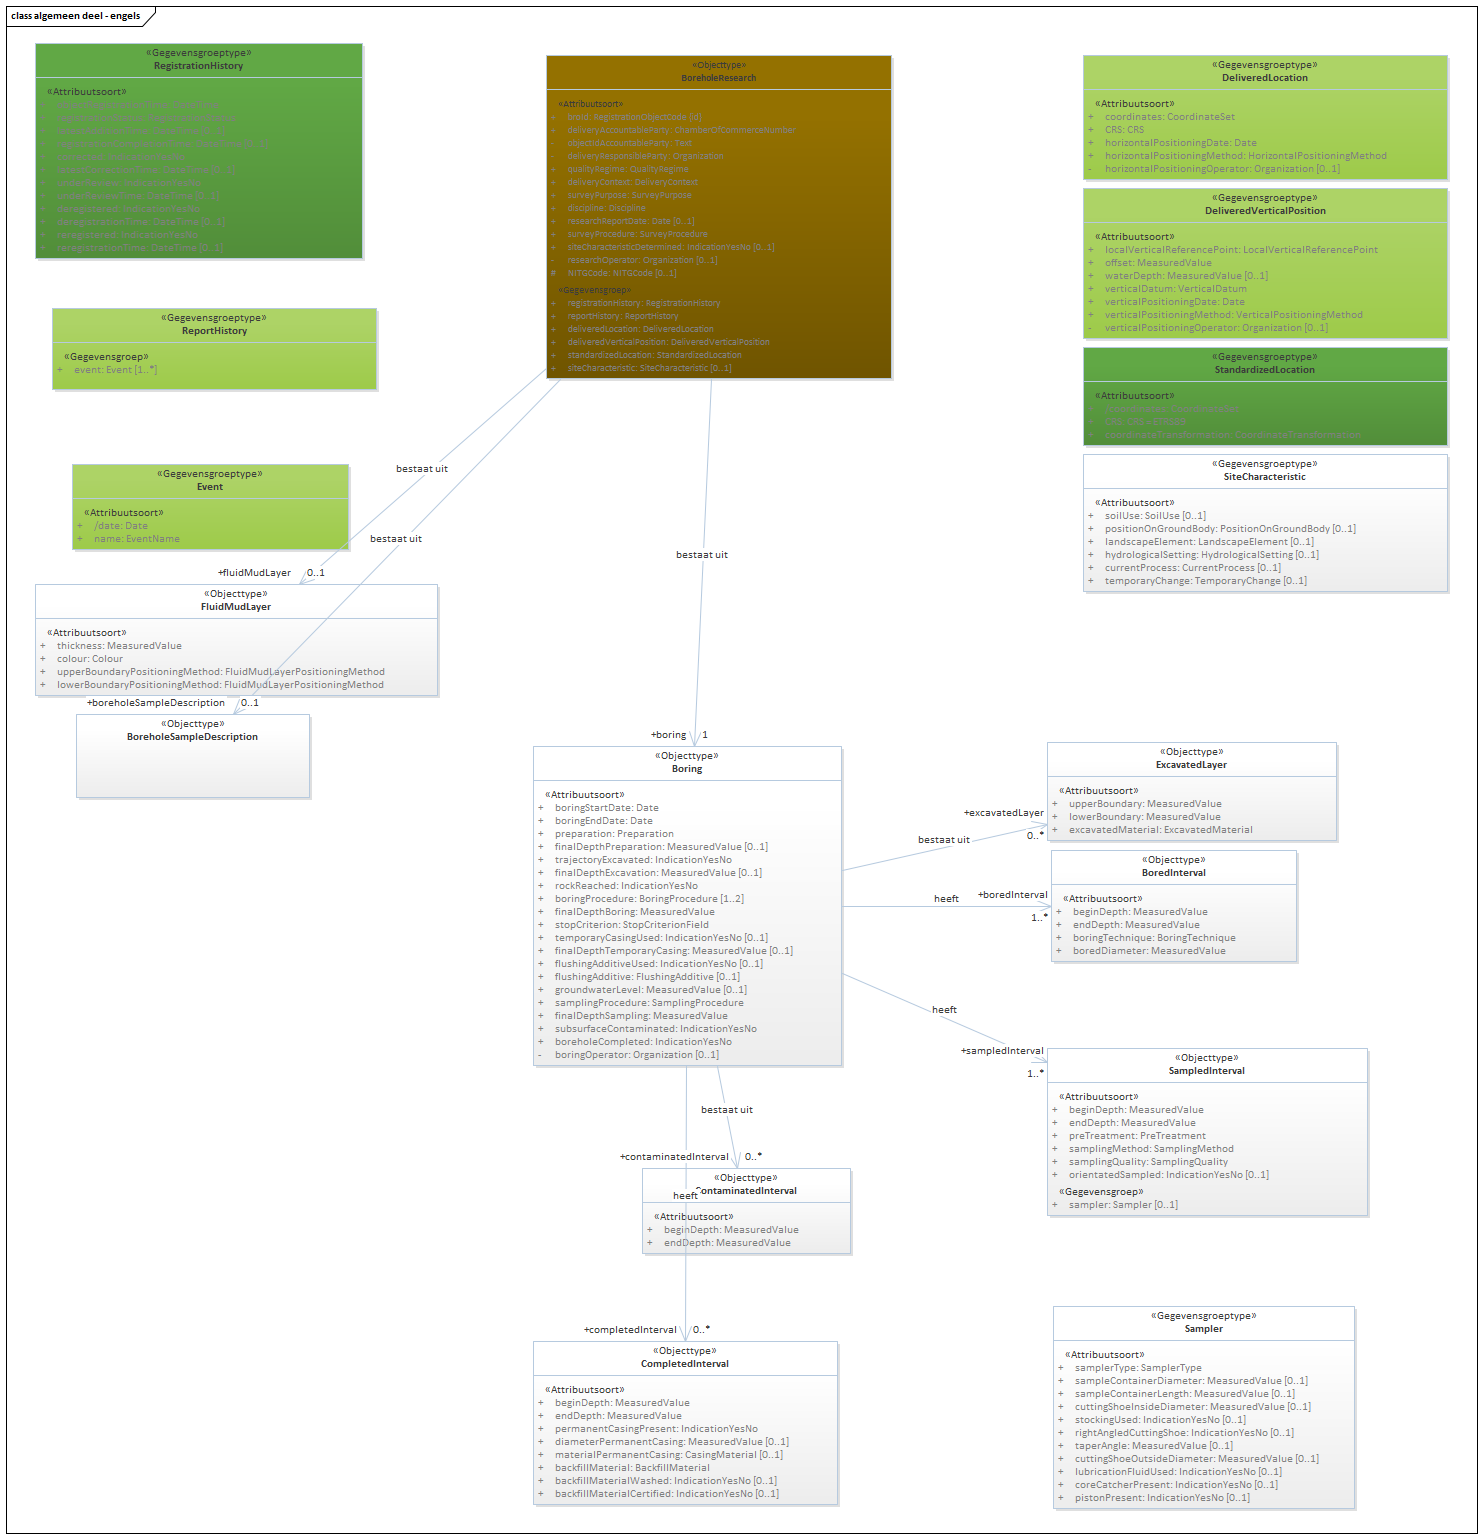 class algemeen deel - engels
«Gegevensgroeptype»
RegistrationHistory
«Attribuutsoort»
+ deregistrationTime: DateTime [0..1]
+ reregistered: IndicationYesNo
+ reregistrationTime: DateTime [0..1]
«Gegevensgroeptype»
ReportHistory
«Gegevensgroep»
+ event: Event [1..*]
«Gegevensgroeptype»
Event
«Attribuutsoort»
+ /date: Date
+ name: EventName
«Objecttype»
BoreholeResearch
«Attribuutsoort»
+ broId: RegistrationObjectCode {id}
+ deliveryAccountableParty: ChamberOfCommerceNumber
- objectIdAccountableParty: Text
- deliveryResponsibleParty: Organization
- qualityRegime: QualityRegime
+ deliveryContext: DeliveryContext
+ surveyPurpose: SurveyPurpose
+ discipline: Discipline
+ researchReportDate: Date [0..1]
+ surveyProcedure: SurveyProcedure
+ siteCharacteristicDetermined: IndicationYesNo [0..1]
- researchOperator: Organization [0..1]
# NITGCode: NITGCode [0..1]
«Gegevensgroep»
+ registrationHistory: RegistrationHistory
+ reportHistory: ReportHistory
+ deliveredLocation: DeliveredLocation
+ deliveredVerticalPosition: DeliveredVerticalPosition
+ standardizedLocation: StandardizedLocation
+ siteCharacteristic: SiteCharacteristic [0..1]
«Gegevensgroeptype»
DeliveredLocation
«Attribuutsoort»
+ coordinates: CoordinateSet
+ CRS: CRS
+ horizontalPositioningDate: Date
+ horizontalPositioningMethod: HorizontalPositioningMethod
- horizontalPositioningOperator: Organization [0..1]
«Gegevensgroeptype»
DeliveredVerticalPosition
«Attribuutsoort»
+ localVerticalReferencePoint: LocalVerticalReferencePoint
+ offset: MeasuredValue
+ waterDepth: MeasuredValue [0..1]
+ verticalDatum: VerticalDatum
+ verticalPositioningDate: Date
+ verticalPositioningMethod: VerticalPositioningMethod
- verticalPositioningOperator: Organization [0..1]
«Gegevensgroeptype»
StandardizedLocation
«Attribuutsoort»
+ coordinateTransformation: CoordinateTransformation
«Gegevensgroeptype»
SiteCharacteristic
«Attribuutsoort»
+ soilUse: SoilUse [0..1]
+ positionOnGroundBody: PositionOnGroundBody [0..1]
+ landscapeElement: LandscapeElement [0..1]
+ hydrologicalSetting: HydrologicalSetting [0..1]
+ currentProcess: CurrentProcess [0..1]
+ temporaryChange: TemporaryChange [0..1]
bestaat uit
bestaat uit
bestaat uit
+fluidMudLayer 0..1
«Objecttype»
FluidMudLayer
«Attribuutsoort»
+ thickness: MeasuredValue
+ colour: Colour
+ upperBoundaryPositioningMethod: FluidMudLayerPositioningMethod
+ lowerBoundaryPositioningMethod: FluidMudLayerPositioningMethod
+boreholeSampleDescription 0..1
«Objecttype»
BoreholeSampleDescription
+boring 1
«Objecttype»
Boring
«Attribuutsoort»
+ boringStartDate: Date
+ boringEndDate: Date
+ preparation: Preparation
+ finalDepthPreparation: MeasuredValue [0..1]
+ trajectoryExcavated: IndicationYesNo
+ finalDepthExcavation: MeasuredValue [0..1]
+ rockReached: IndicationYesNo
+ boringProcedure: BoringProcedure [1..2]
+ finalDepthBoring: MeasuredValue
+ stopCriterion: StopCriterionField
+ temporaryCasingUsed: IndicationYesNo [0..1]
+ finalDepthTemporaryCasing: MeasuredValue [0..1]
+ flushingAdditiveUsed: IndicationYesNo [0..1]
+ flushingAdditive: FlushingAdditive [0..1]
+ groundwaterLevel: MeasuredValue [0..1]
+ samplingProcedure: SamplingProcedure
+ finalDepthSampling: MeasuredValue
+ subsurfaceContaminated: IndicationYesNo
+ boreholeCompleted: IndicationYesNo
- boringOperator: Organization [0..1]
+excavatedLayer
bestaat uit
0..*
«Objecttype»
ExcavatedLayer
«Attribuutsoort»
+ upperBoundary: MeasuredValue
+ lowerBoundary: MeasuredValue
+ excavatedMaterial: ExcavatedMaterial
heeft
+boredInterval
1..*
«Objecttype»
BoredInterval
«Attribuutsoort»
+ beginDepth: MeasuredValue
+ endDepth: MeasuredValue
+ boringTechnique: BoringTechnique
+ boredDiameter: MeasuredValue
heeft
+sampledInterval
1..*
«Objecttype»
SampledInterval
«Attribuutsoort»
+ beginDepth: MeasuredValue
+ endDepth: MeasuredValue
+ preTreatment: PreTreatment
+ samplingMethod: SamplingMethod
+ samplingQuality: SamplingQuality
+ orientatedSampled: IndicationYesNo [0..1]
«Gegevensgroep»
+ sampler: Sampler [0..1]
bestaat uit
+contaminatedInterval 0..*
«Objecttype»
ContaminatedInterval
heeft
«Attribuutsoort»
+ beginDepth: MeasuredValue
+ endDepth: MeasuredValue
+completedInterval 0..*
«Objecttype»
CompletedInterval
«Attribuutsoort»
+ beginDepth: MeasuredValue
+ endDepth: MeasuredValue
+ permanentCasingPresent: IndicationYesNo
+ diameterPermanentCasing: MeasuredValue [0..1]
+ materialPermanentCasing: CasingMaterial [0..1]
+ backfillMaterial: BackfillMaterial
+ backfillMaterialWashed: IndicationYesNo [0..1]
+ backfillMaterialCertified: IndicationYesNo [0..1]
«Gegevensgroeptype»
Sampler
«Attribuutsoort»
+ samplerType: SamplerType
+ sampleContainerDiameter: MeasuredValue [0..1]
+ sampleContainerLength: MeasuredValue [0..1]
+ cuttingShoeInsideDiameter: MeasuredValue [0..1]
+ stockingUsed: IndicationYesNo [0..1]
+ rightAngledCuttingShoe: IndicationYesNo [0..1]
+ taperAngle: MeasuredValue [0..1]
+ cuttingShoeOutsideDiameter: MeasuredValue [0..1]
+ lubricationFluidUsed: IndicationYesNo [0..1]
+ coreCatcherPresent: IndicationYesNo [0..1]
+ pistonPresent: IndicationYesNo [0..1]